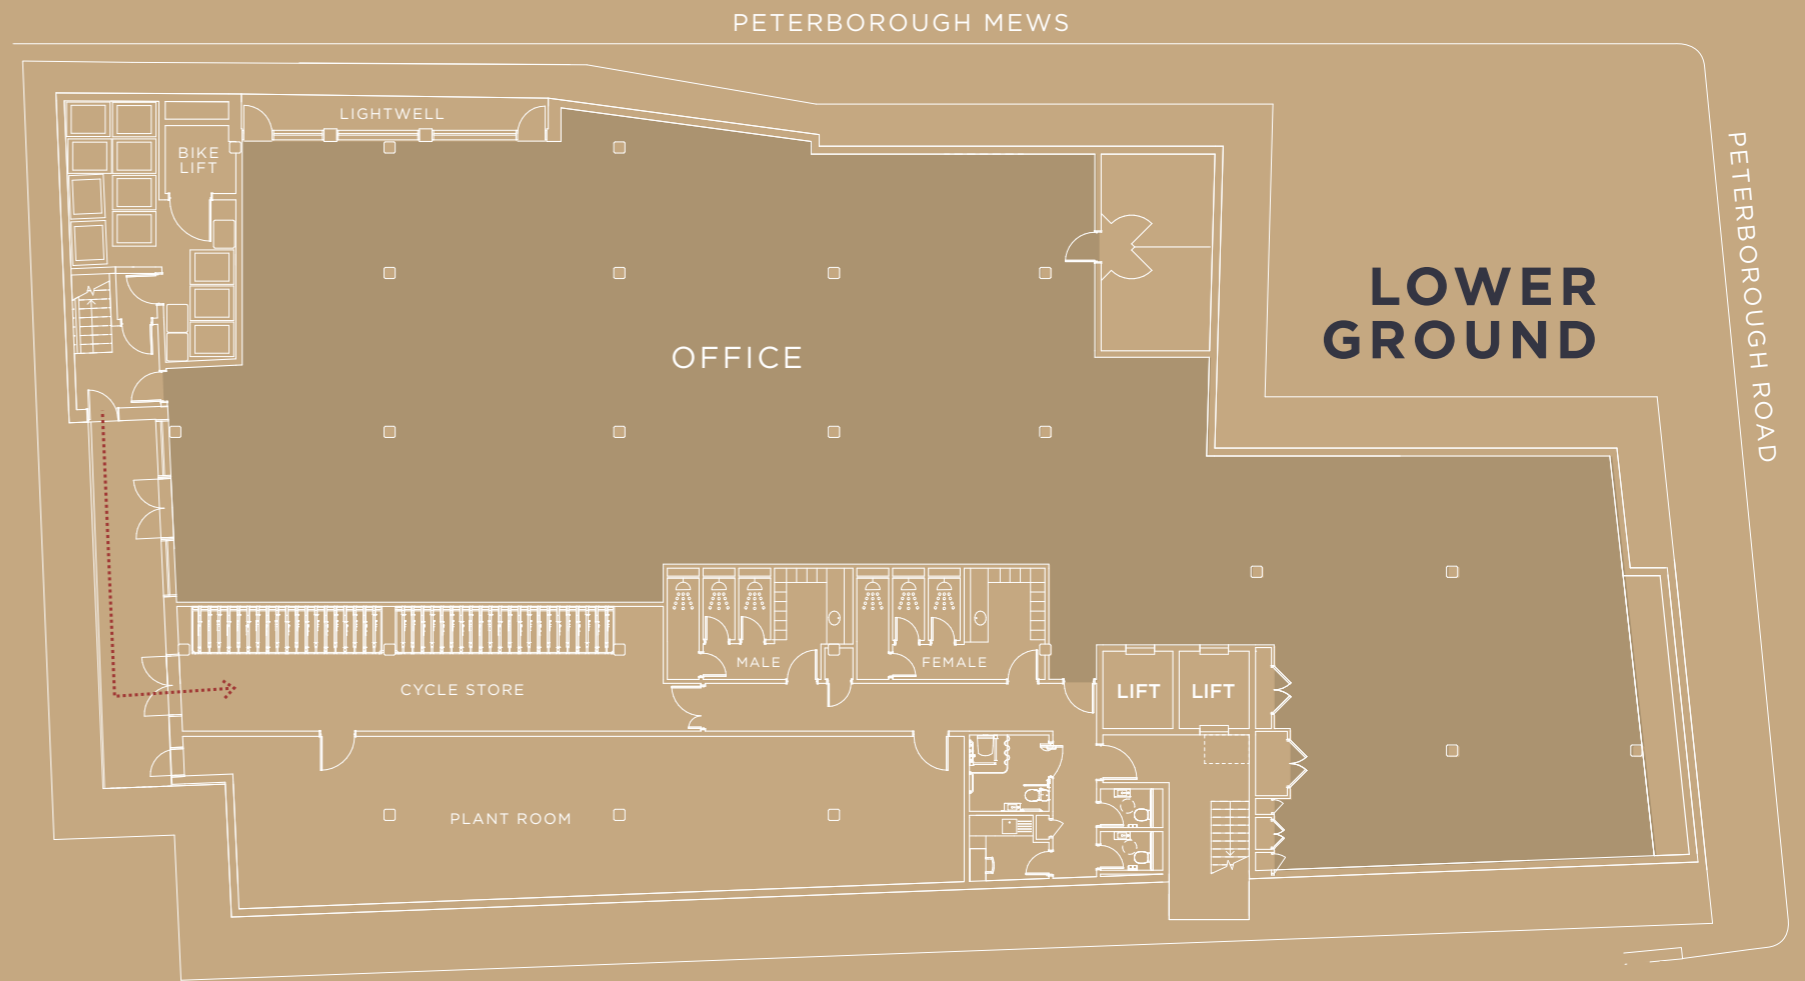 PETERBOROUGH MEWS
LIGHTWELL
BIKE
LIFT
PETERBOROUGH ROAD
LOWER
GROUND
OFFICE
MALE
FEMALE
CYCLE STORE
LIFT
LIFT
PLANT ROOM